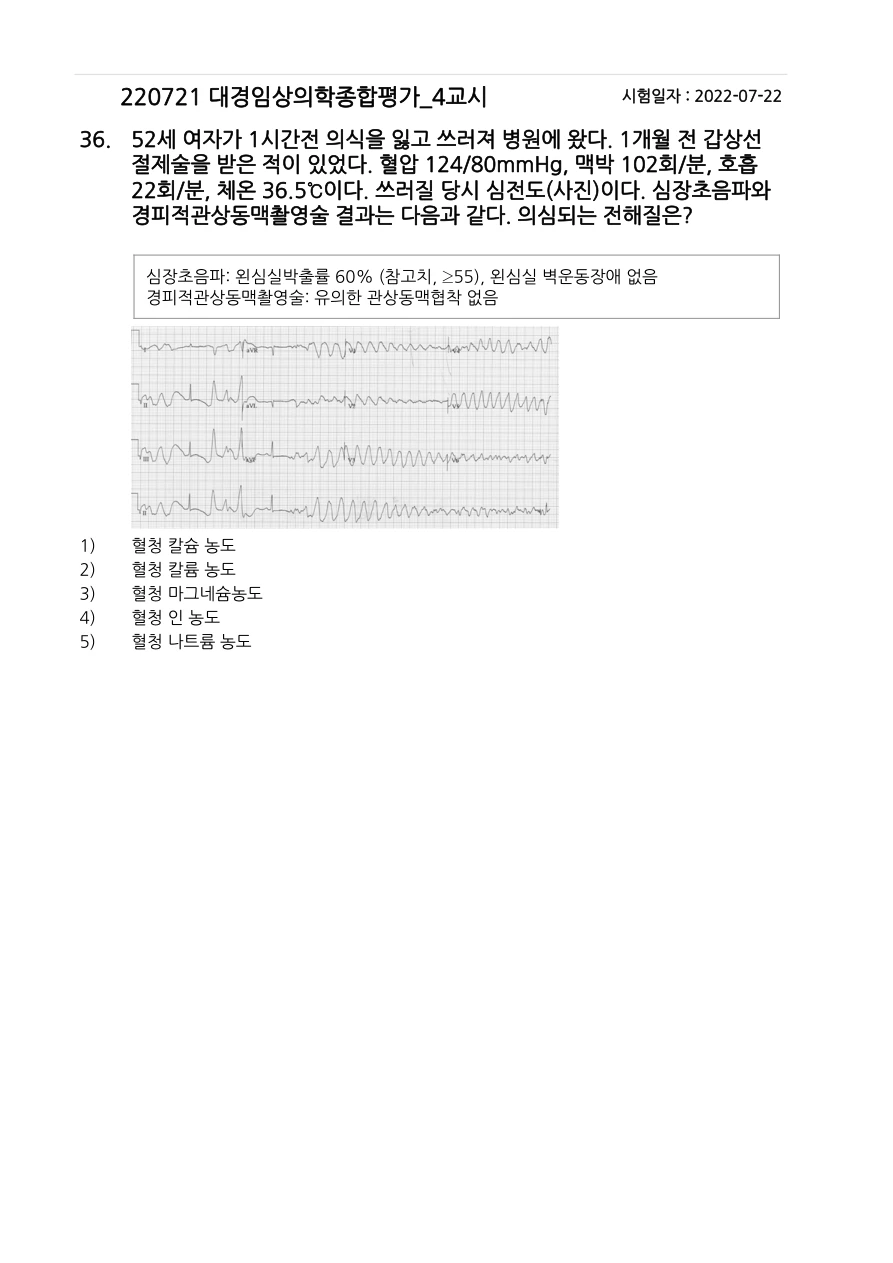 220721 대경임상의학종합평가_4교시 시험일자 : 2022-07-22
36. 52세 여자가 1시간전 의식을 잃고 쓰러져 병원에 왔다. 1개월 전 갑상선
절제술을 받은 적이 있었다. 혈압 124/80mmHg, 맥박 102회/분, 호흡
22회/분, 체온 36.5℃이다. 쓰러질 당시 심전도(사진)이다. 심장초음파와
경피적관상동맥촬영술 결과는 다음과 같다. 의심되는 전해질은?
심장초음파: 왼심실박출률 60% (참고치, ≥55), 왼심실 벽운동장애 없음
경피적관상동맥촬영술: 유의한 관상동맥협착 없음
I aVR
II aVL
III
II
1) 혈청 칼슘 농도
2) 혈청 칼륨 농도
3) 혈청 마그네슘농도
4) 혈청 인 농도
5) 혈청 나트륨 농도